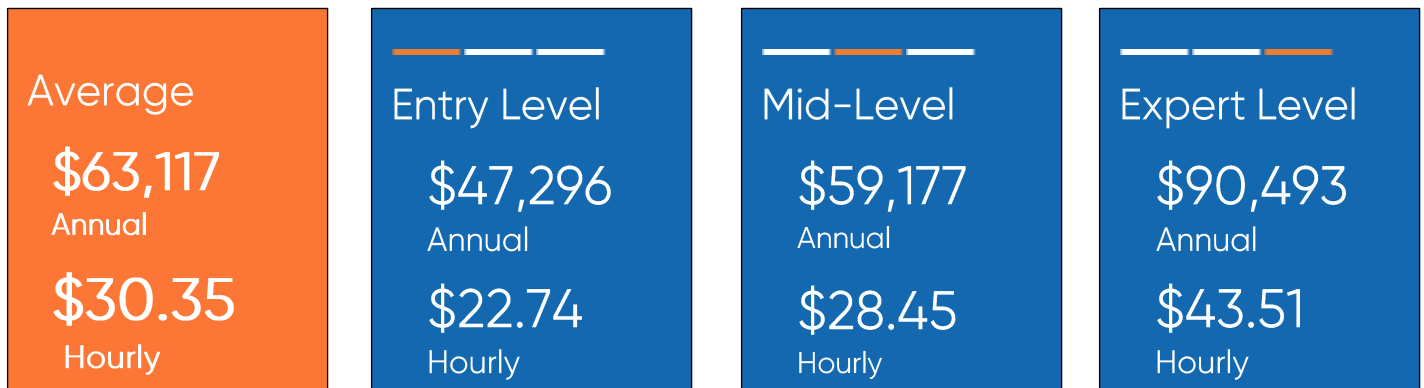 Average
$63,117
Annual
$30.35
Hourly
Entry Level
$47,296
Annual
$22.74
Hourly
Mid-Level
$59,177
Annual
$28.45
Hourly
Expert Level
$90,493
Annual
$43.51
Hourly